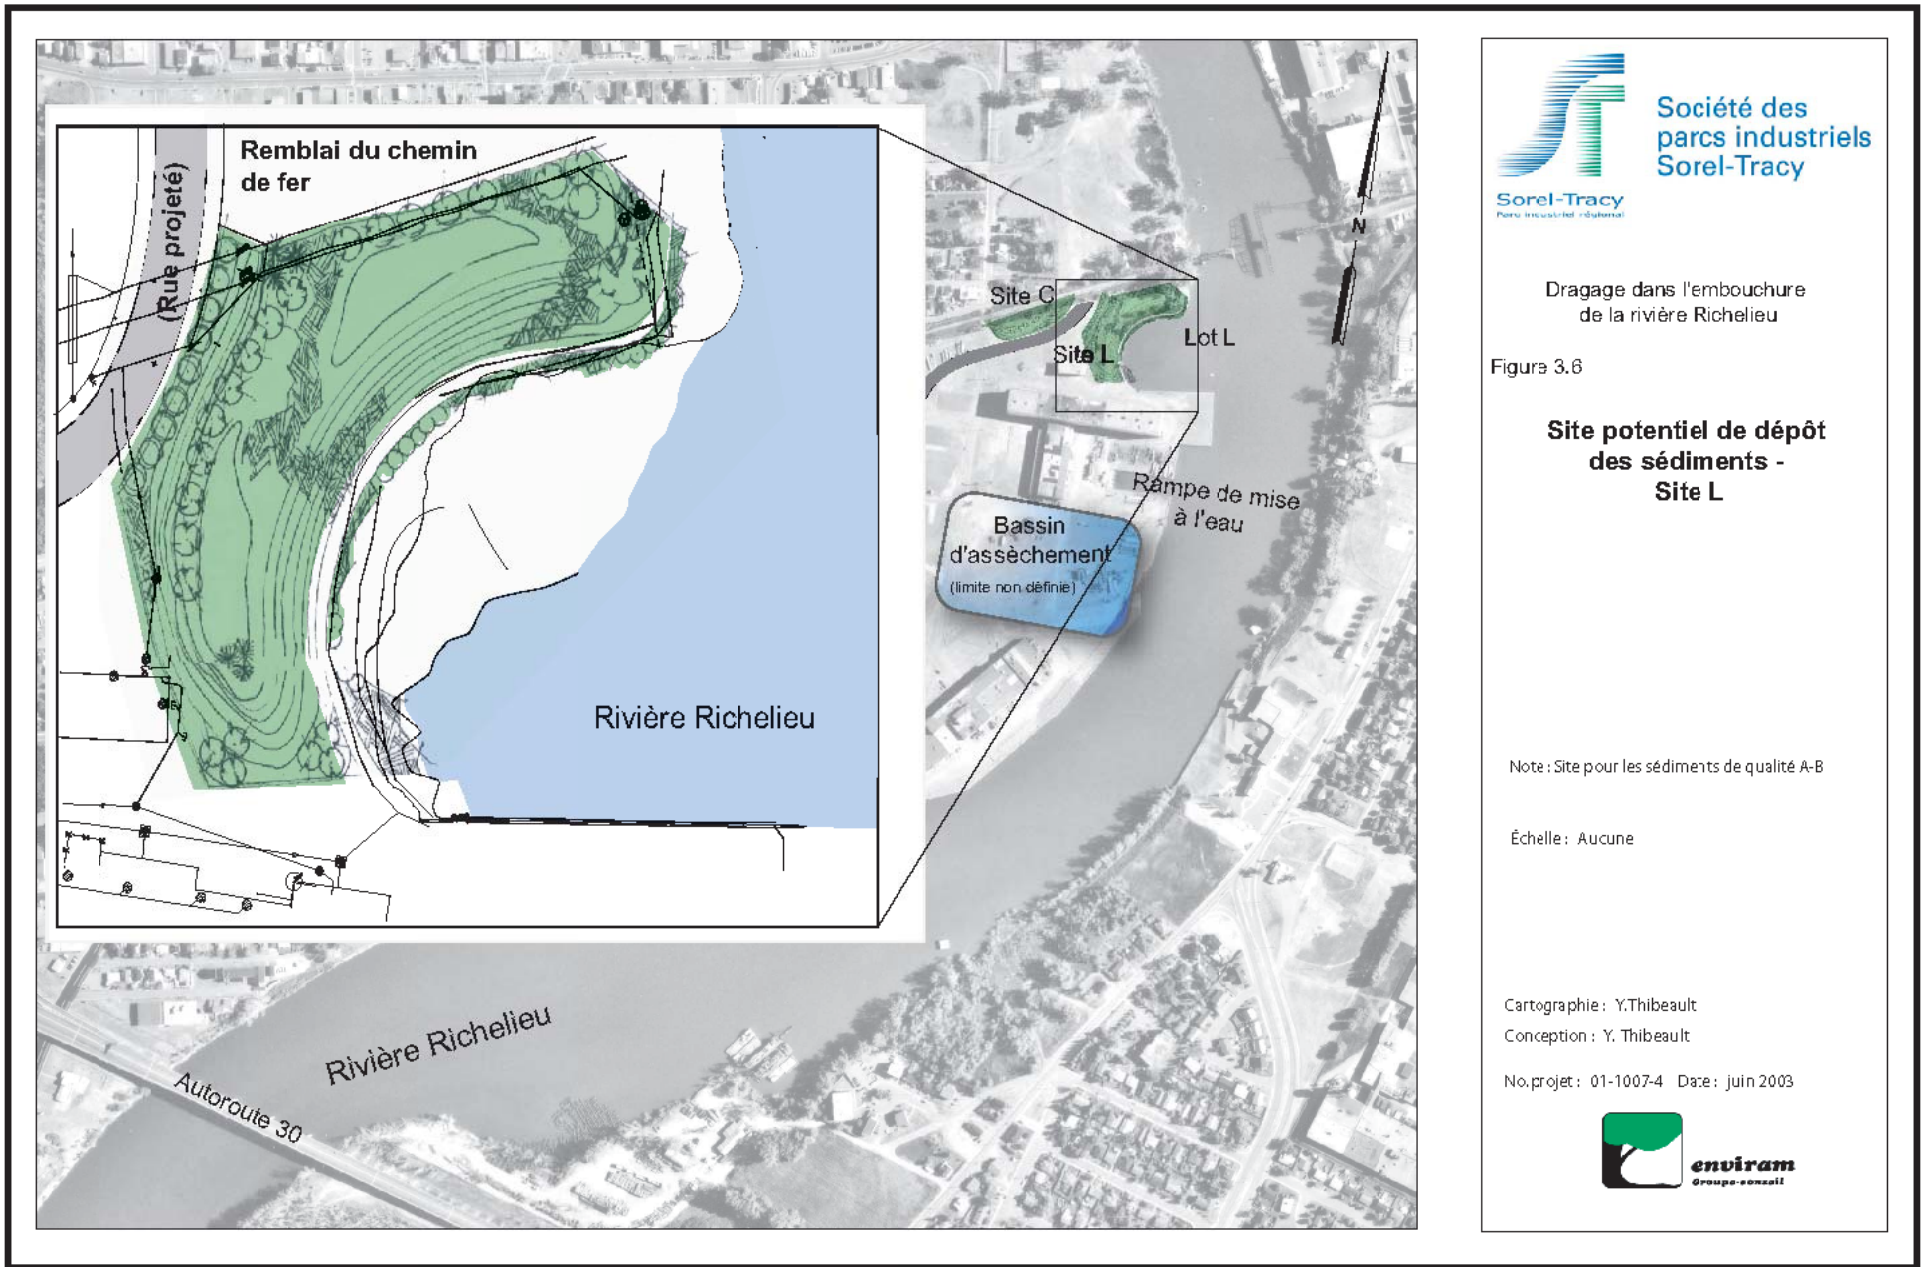 Remblai du chemin
de fer
(Rue projeté)
Rivière Richelieu
Site C
Site L
Lot L
N
Rampe de mise
à l'eau
Bassin
d'assèchement
(limite non définie)
Rivière Richelieu
Autoroute 30
Société des
parcs industriels
Sorel-Tracy
Sorel-Tracy
Parc industriel régional
Dragage dans l'embouchure
de la rivière Richelieu
Figure 3.6
Site potentiel de dépôt
des sédiments -
Site L
Note : Site pour les sédiments de qualité A-B
Échelle : Aucune
Cartographie : Y.Thibeault
Conception : Y. Thibeault
No.projet : 01-1007-4 Date : juin 2003
enviram
Groupe-conseil